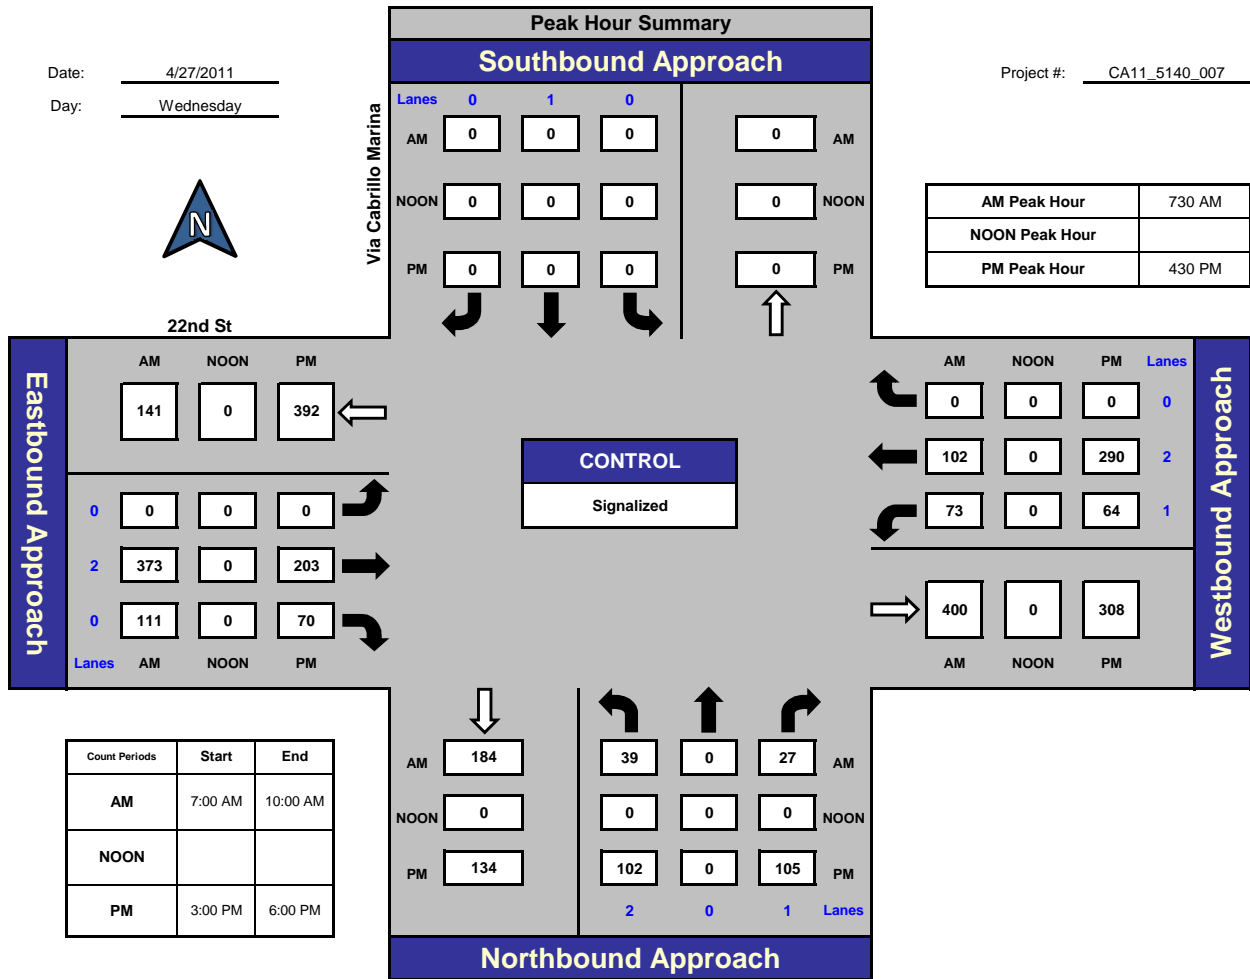 Peak Hour Summary
Southbound Approach
Date: 4/27/2011
Project #: CA11_5140_007
Day: Wednesday
Via Cabrillo Marina
Lanes 0 1 0
AM 0 0 0 0 AM
NOON 0 0 0 0 NOON
PM 0 0 0 0 PM
N
AM Peak Hour 730 AM
NOON Peak Hour
PM Peak Hour 430 PM
22nd St
Eastbound Approach
AM NOON PM
141 0 392
0 0 0 0
2 373 0 203
0 111 0 70
Lanes AM NOON PM
CONTROL
Signalized
Westbound Approach
AM NOON PM Lanes
0 0 0 0
102 0 290 2
73 0 64 1
400 0 308
AM NOON PM
Count Periods Start End
AM 7:00 AM 10:00 AM
NOON
PM 3:00 PM 6:00 PM
AM 184 39 0 27 AM
NOON 0 0 0 0 NOON
PM 134 102 0 105 PM
2 0 1 Lanes
Northbound Approach